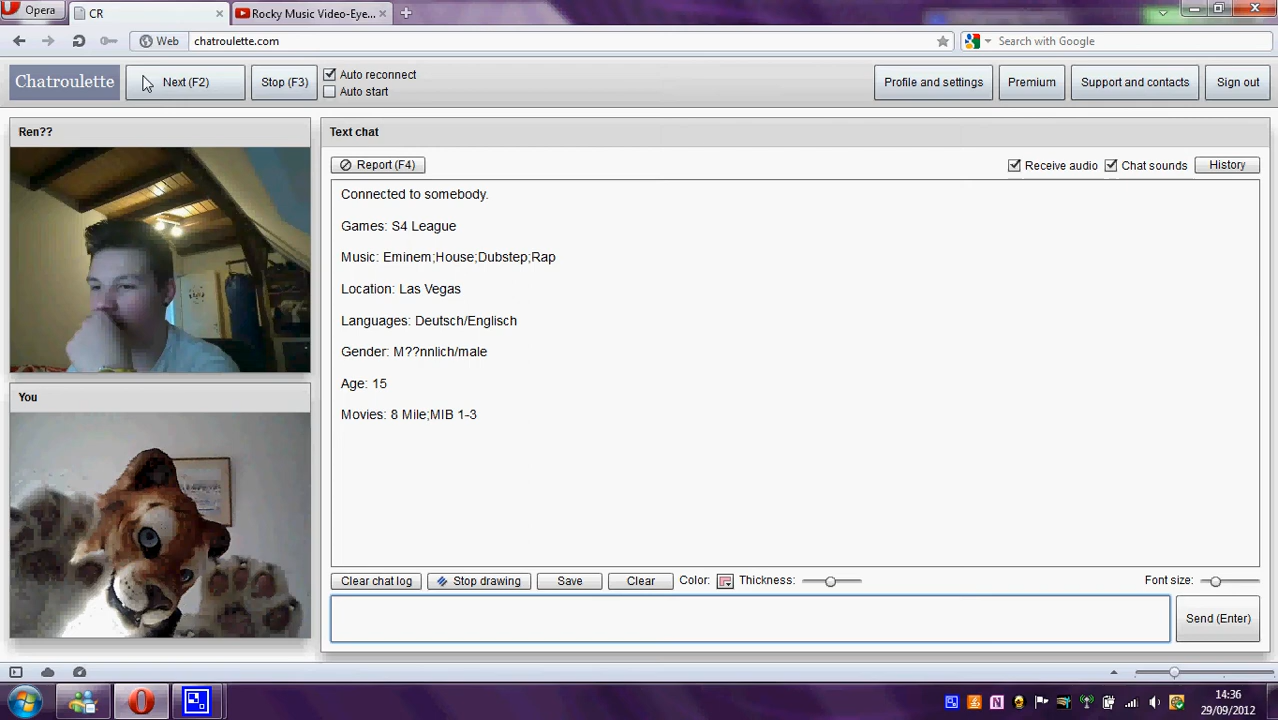 Opera
CR
Rocky Music Video-Eye...
Web
chatroulette.com
Search with Google
Chatroulette
Next (F2)
Stop (F3)
Auto reconnect
Auto start
Profile and settings
Premium
Support and contacts
Sign out
Ren??
Text chat
Report (F4)
Receive audio
Chat sounds
History
Connected to somebody.
Games: S4 League
Music: Eminem;House;Dubstep;Rap
Location: Las Vegas
Languages: Deutsch/Englisch
Gender: M??nnlich/male
Age: 15
Movies: 8 Mile;MIB 1-3
You
Clear chat log
Stop drawing
Save
Clear
Color:
Thickness:
Font size:
Send (Enter)
14:36
29/09/2012